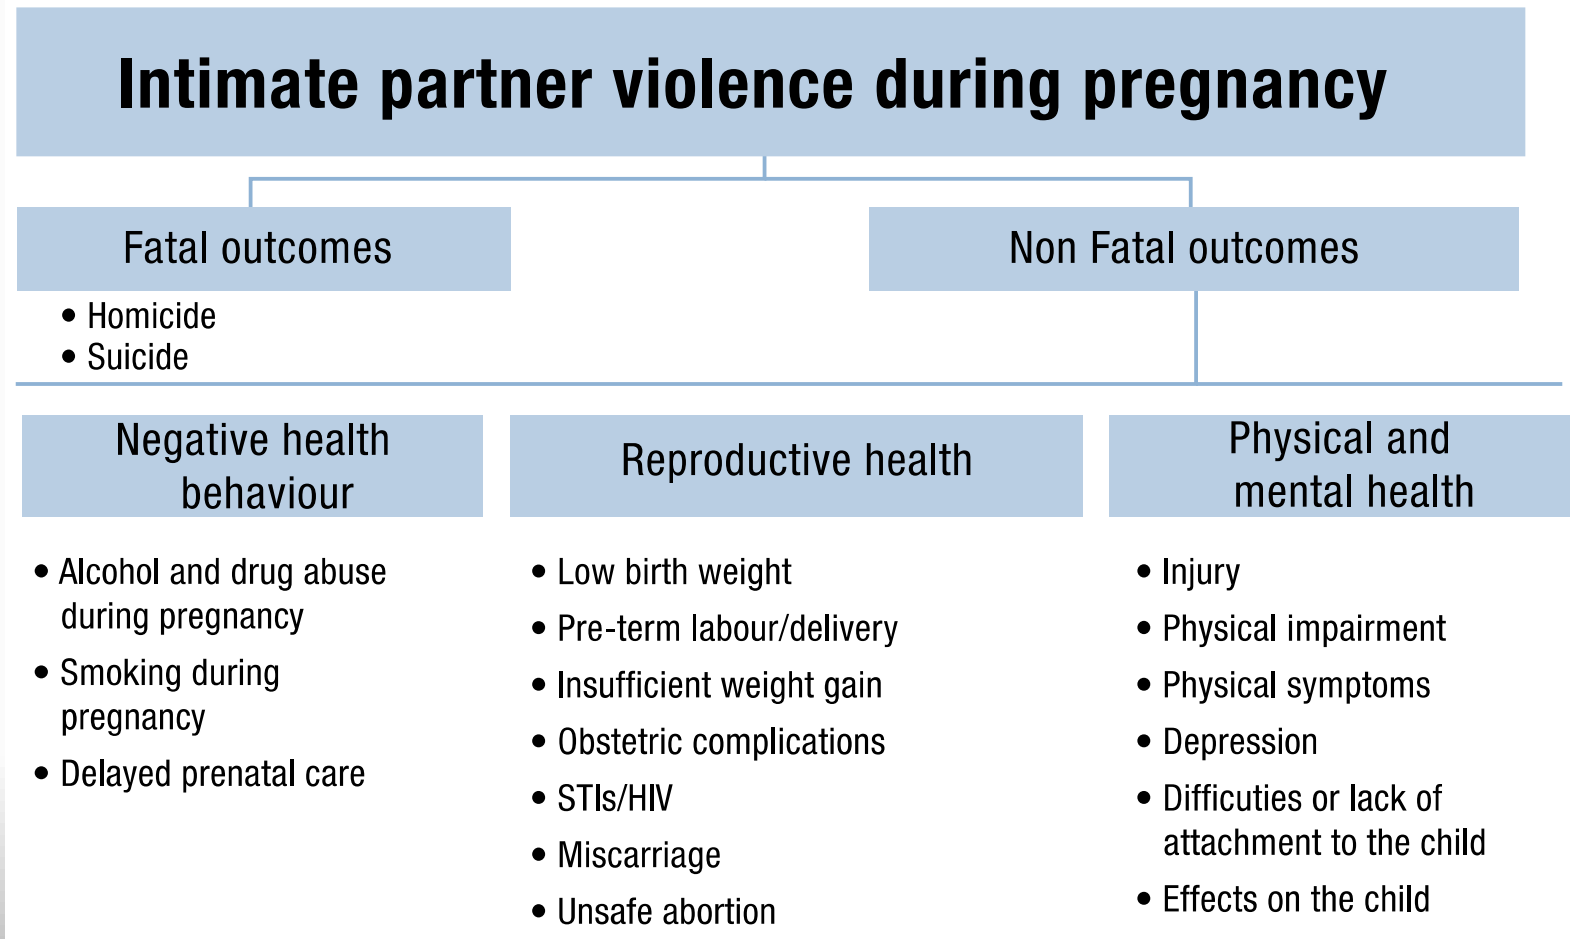 Intimate partner violence during pregnancy
Fatal outcomes
• Homicide
• Suicide
Non Fatal outcomes
Negative health
behaviour
• Alcohol and drug abuse
during pregnancy
• Smoking during
pregnancy
• Delayed prenatal care
Reproductive health
• Low birth weight
• Pre-term labour/delivery
• Insufficient weight gain
• Obstetric complications
• STIs/HIV
• Miscarriage
• Unsafe abortion
Physical and
mental health
• Injury
• Physical impairment
• Physical symptoms
• Depression
• Difficuties or lack of
attachment to the child
• Effects on the child